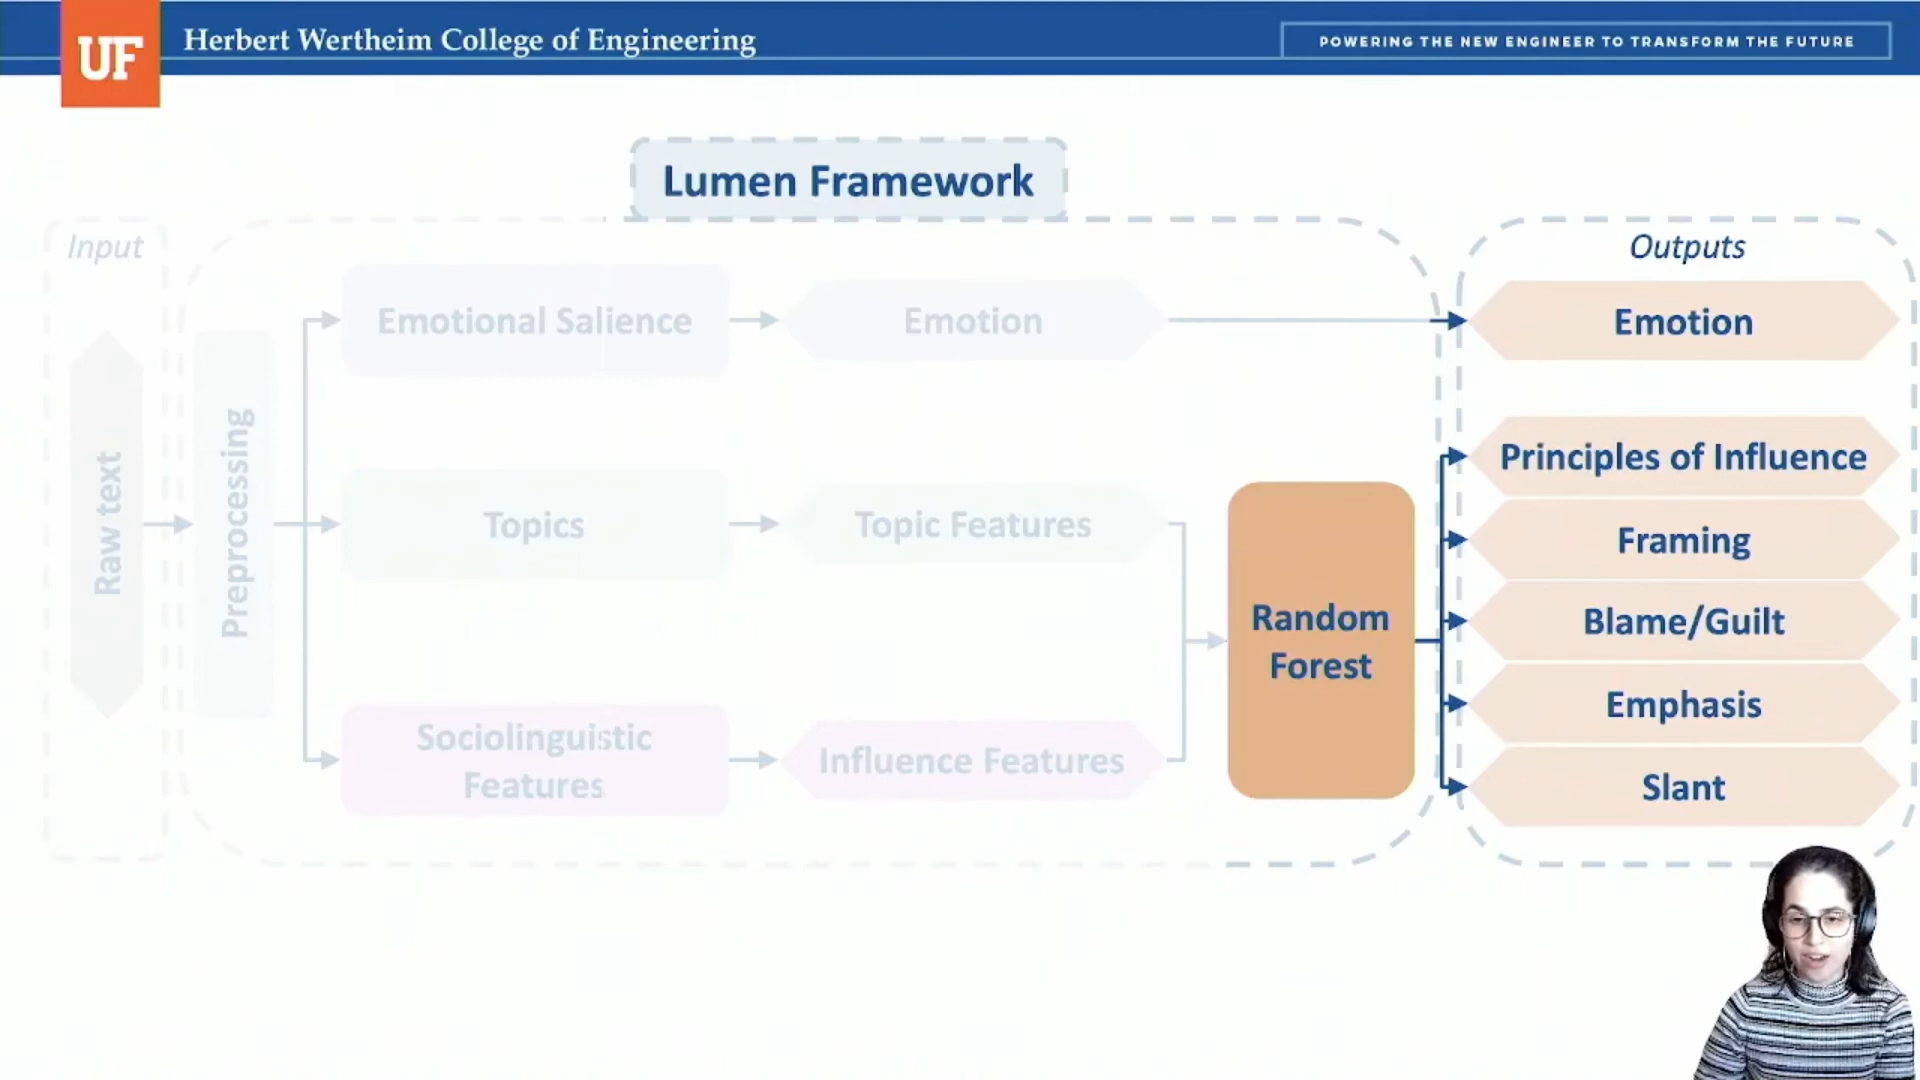 UF
Herbert Wertheim College of Engineering
POWERING THE NEW ENGINEER TO TRANSFORM THE FUTURE
Lumen Framework
Input
Outputs
Raw text
Preprocessing
Emotional Salience
Emotion
Emotion
Topics
Topic Features
Sociolinguistic
Features
Influence Features
Random
Forest
Principles of Influence
Framing
Blame/Guilt
Emphasis
Slant